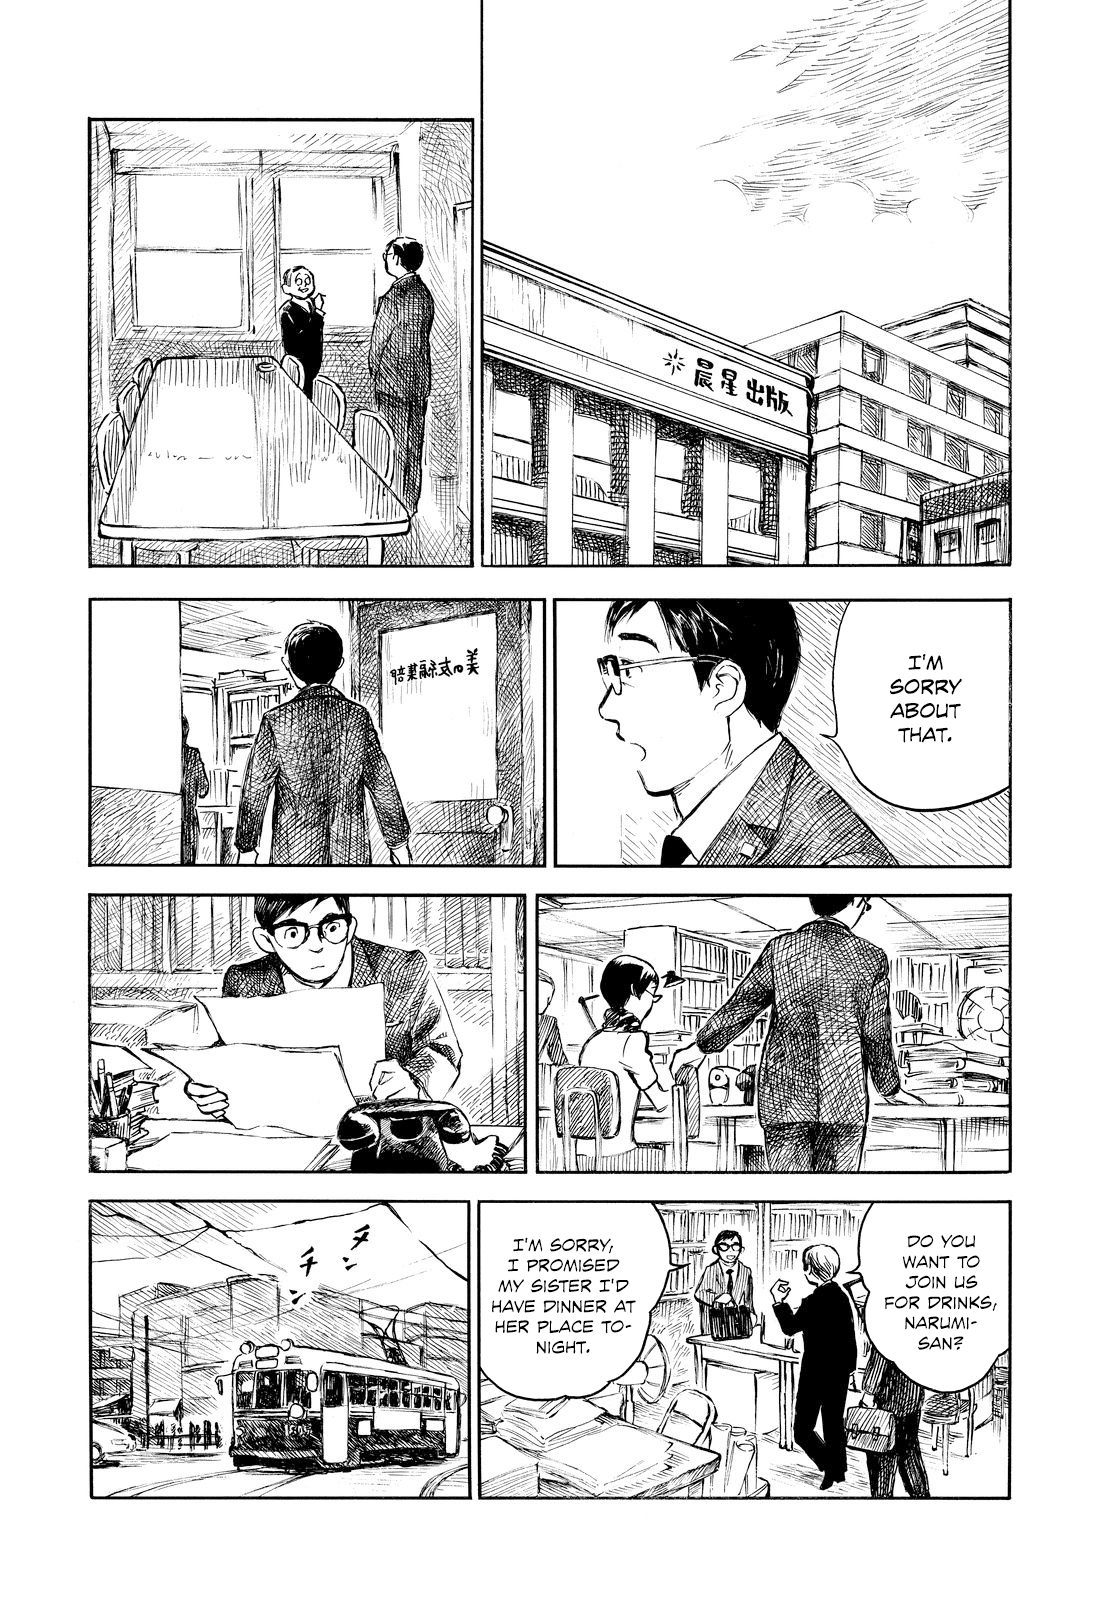 晨星出版
I'M
SORRY
ABOUT
THAT.
DO YOU
WANT TO
JOIN US
FOR DRINKS,
NARUMI-
SAN?
I'M SORRY,
I PROMISED
MY SISTER I'D
HAVE DINNER AT
HER PLACE TO-
NIGHT.
チン
チン